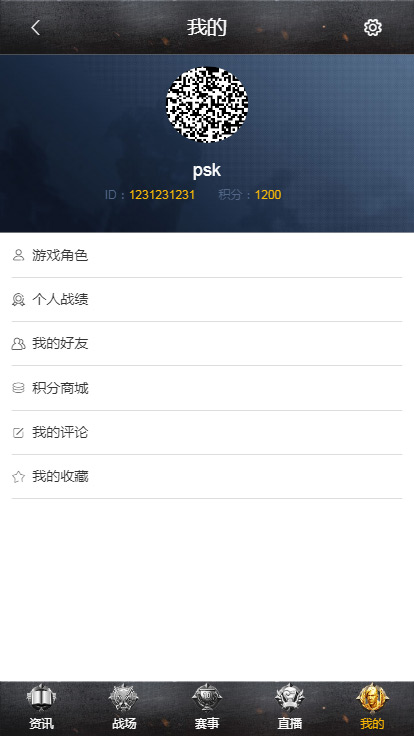 我的
psk
ID：1231231231 积分：1200
游戏角色
个人战绩
我的好友
积分商城
我的评论
我的收藏
资讯 战场 赛事 直播 我的